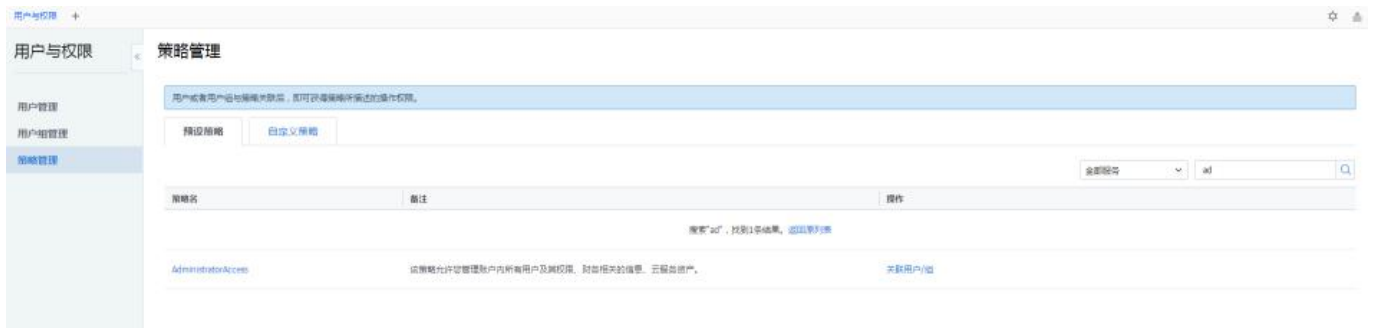 用户与权限 +
用户与权限
策略管理
用户管理
用户组管理
策略管理
用户或者用户组与策略关联后，即可获得策略所描述的操作权限。
预设策略 自定义策略
全部服务 ad
策略名 备注 操作
搜索"ad"，找到1条结果。返回原列表
AdministratorAccess 该策略允许您管理账户内所有用户及其权限、财务相关的信息、云服务资产。 关联用户/组